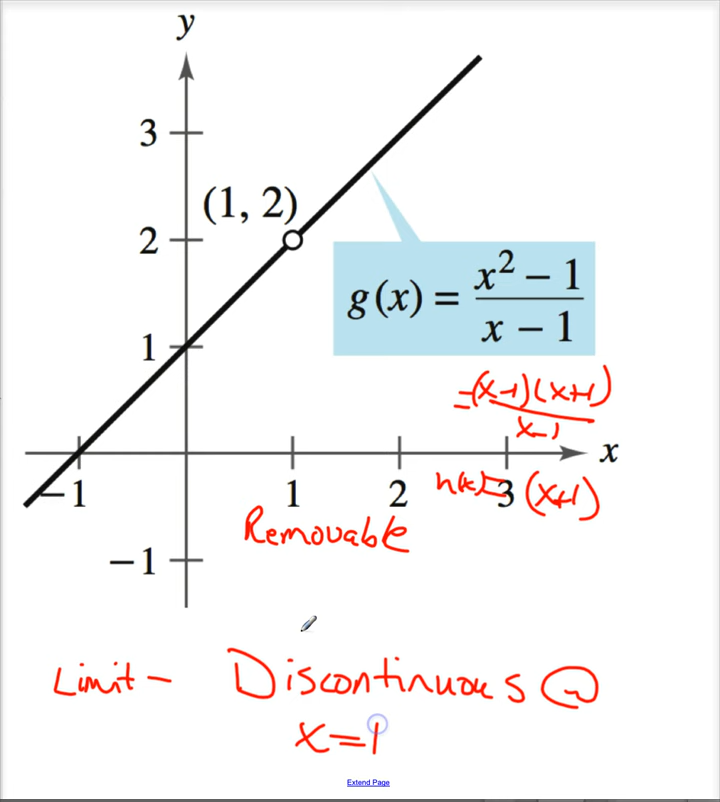 y
3
(1, 2)
2
g(x) = x² − 1 / x − 1
1
= (x-1)(x+1) / x-1
x
−1 1 2 3
h(x)= (x+1)
Removable
−1
Limit - Discontinuous @
x=1
Extend Page